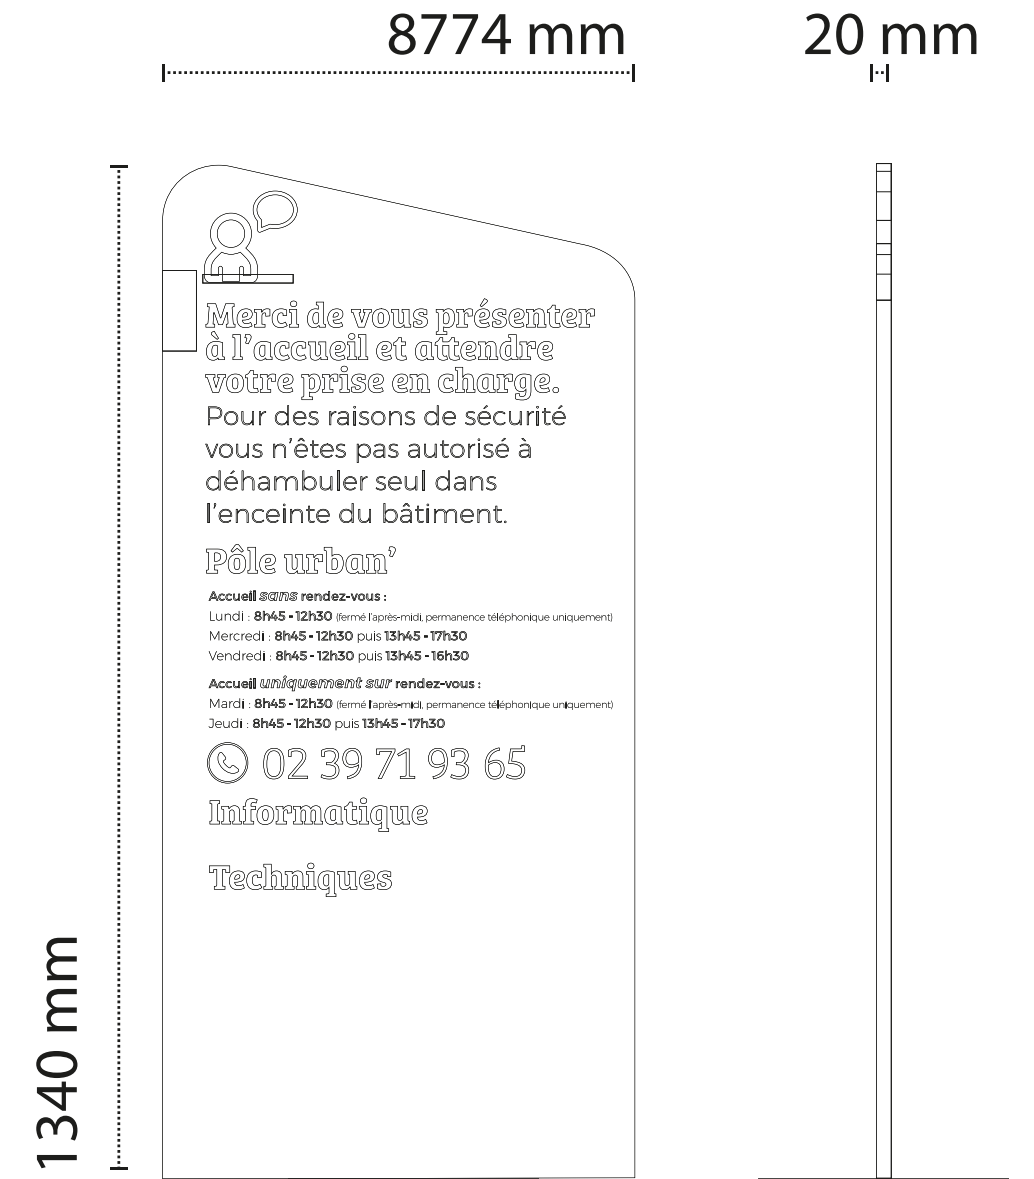 8774 mm
20 mm
1340 mm
Merci de vous présenter
à l'accueil et attendre
votre prise en charge.
Pour des raisons de sécurité
vous n'êtes pas autorisé à
déhambuler seul dans
l'enceinte du bâtiment.
Pôle urban'
Accueil sans rendez-vous :
Lundi : 8h45 - 12h30 (fermé l'après-midi, permanence téléphonique uniquement)
Mercredi : 8h45 - 12h30 puis 13h45 - 17h30
Vendredi : 8h45 - 12h30 puis 13h45 - 16h30
Accueil uniquement sur rendez-vous :
Mardi : 8h45 - 12h30 (fermé l'après-midi, permanence téléphonique uniquement)
Jeudi : 8h45 - 12h30 puis 13h45 - 17h30
02 39 71 93 65
Informatique
Techniques